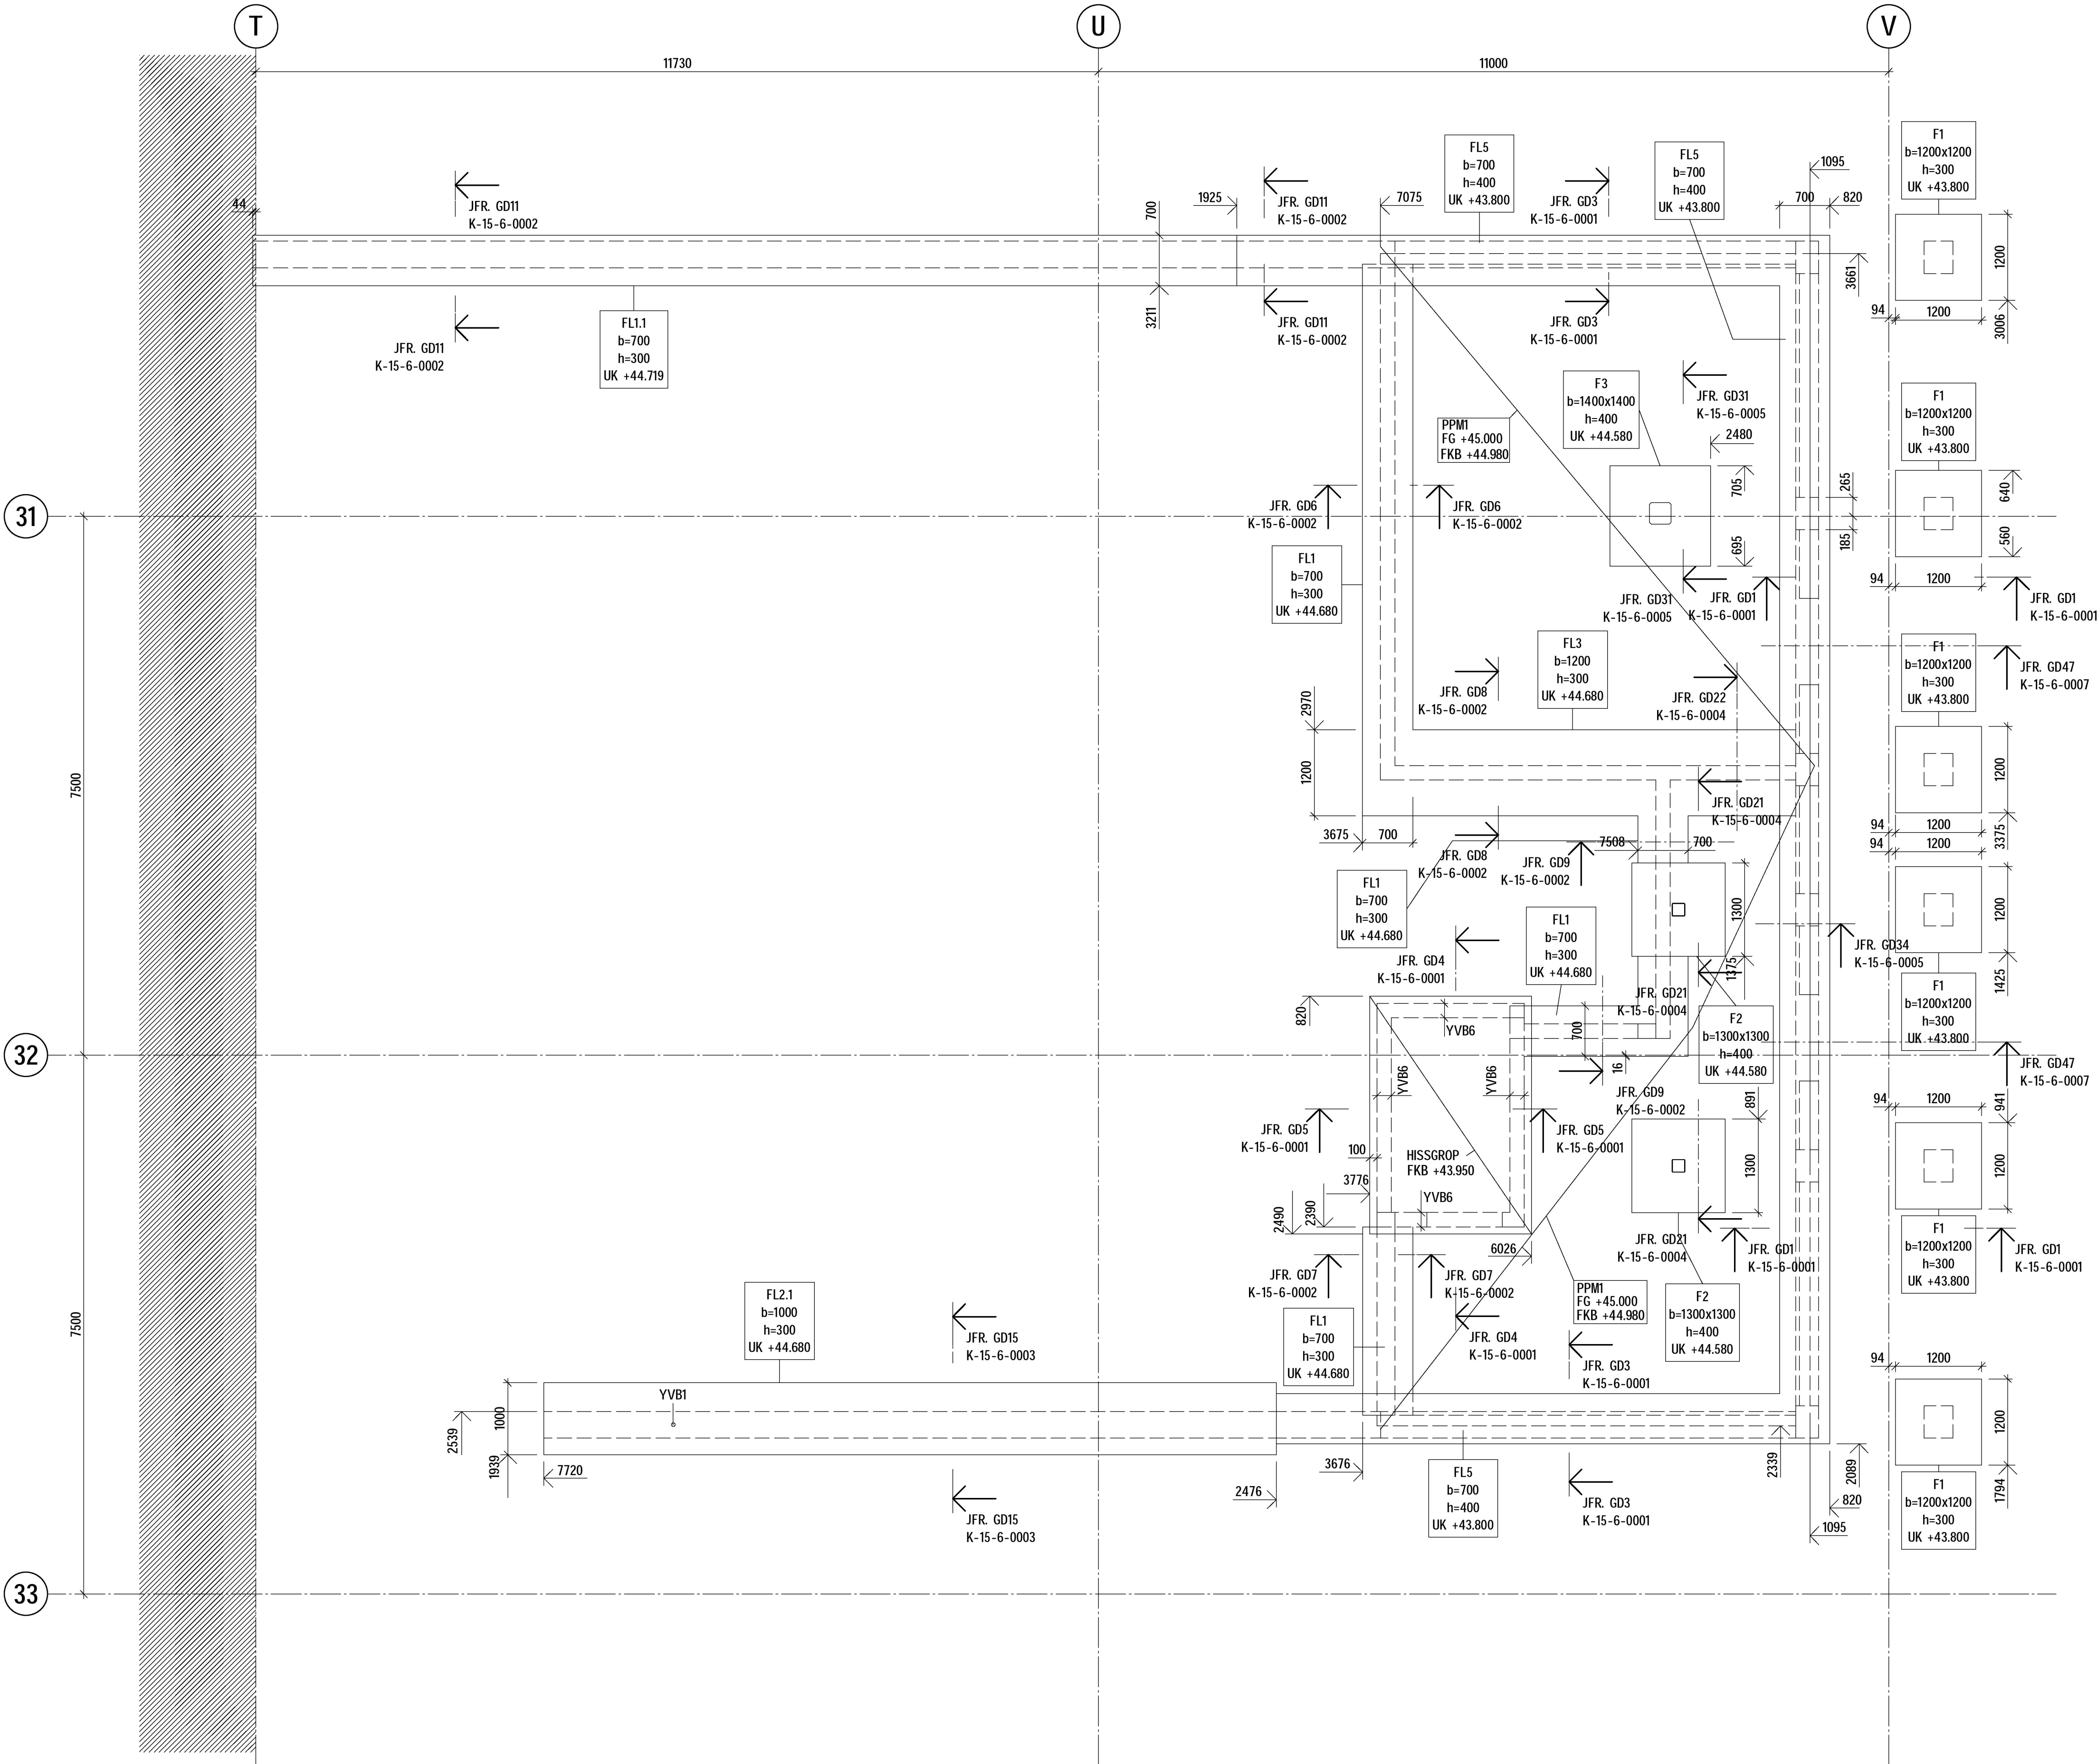 T
U
V
11730
11000
44
JFR. GD11
K-15-6-0002
1925
700
JFR. GD11
K-15-6-0002
7075
FL5
b=700
h=400
UK +43.800
JFR. GD3
K-15-6-0001
FL5
b=700
h=400
UK +43.800
1095
700
820
F1
b=1200x1200
h=300
UK +43.800
1200
3661
94
1200
3006
JFR. GD11
K-15-6-0002
FL1.1
b=700
h=300
UK +44.719
3211
JFR. GD11
K-15-6-0002
JFR. GD3
K-15-6-0001
F3
b=1400x1400
h=400
UK +44.580
JFR. GD31
K-15-6-0005
2480
PPM1
FG +45.000
FKB +44.980
F1
b=1200x1200
h=300
UK +43.800
705
265
640
31
JFR. GD6
K-15-6-0002
JFR. GD6
K-15-6-0002
695
185
560
FL1
b=700
h=300
UK +44.680
94
1200
JFR. GD31
K-15-6-0005
JFR. GD1
K-15-6-0001
JFR. GD1
K-15-6-0001
FL3
b=1200
h=300
UK +44.680
F1
b=1200x1200
h=300
UK +43.800
JFR. GD47
K-15-6-0007
JFR. GD8
K-15-6-0002
JFR. GD22
K-15-6-0004
2970
1200
7500
1200
JFR. GD21
K-15-6-0004
3675
700
94
1200
3375
7508
700
94
1200
JFR. GD8
K-15-6-0002
JFR. GD9
K-15-6-0002
FL1
b=700
h=300
UK +44.680
1300
1200
FL1
b=700
h=300
UK +44.680
JFR. GD34
K-15-6-0005
JFR. GD4
K-15-6-0001
1375
1425
F1
b=1200x1200
h=300
UK +43.800
JFR. GD21
K-15-6-0004
820
YVB6
700
F2
b=1300x1300
h=400
UK +44.580
32
16
JFR. GD47
K-15-6-0007
YVB6
YVB6
JFR. GD9
K-15-6-0002
891
94
1200
941
JFR. GD5
K-15-6-0001
JFR. GD5
K-15-6-0001
100
HISSGROP
FKB +43.950
1300
1200
3776
YVB6
2490
2390
6026
JFR. GD21
K-15-6-0004
JFR. GD1
K-15-6-0001
F1
b=1200x1200
h=300
UK +43.800
JFR. GD1
K-15-6-0001
JFR. GD7
K-15-6-0002
JFR. GD7
K-15-6-0002
PPM1
FG +45.000
FKB +44.980
F2
b=1300x1300
h=400
UK +44.580
7500
FL2.1
b=1000
h=300
UK +44.680
JFR. GD15
K-15-6-0003
FL1
b=700
h=300
UK +44.680
JFR. GD4
K-15-6-0001
JFR. GD3
K-15-6-0001
94
1200
YVB1
1000
2539
1939
7720
2476
3676
FL5
b=700
h=400
UK +43.800
2339
2089
1200
JFR. GD15
K-15-6-0003
JFR. GD3
K-15-6-0001
820
1095
F1
b=1200x1200
h=300
UK +43.800
1794
33